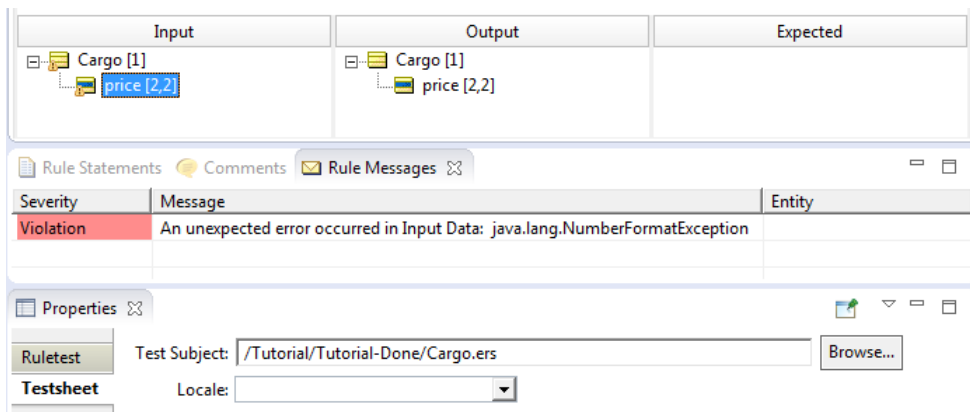 Input Output Expected
Cargo [1] Cargo [1]
price [2,2] price [2,2]
Rule Statements Comments Rule Messages
Severity Message Entity
Violation An unexpected error occurred in Input Data: java.lang.NumberFormatException
Properties
Ruletest Test Subject: /Tutorial/Tutorial-Done/Cargo.ers Browse...
Testsheet Locale: